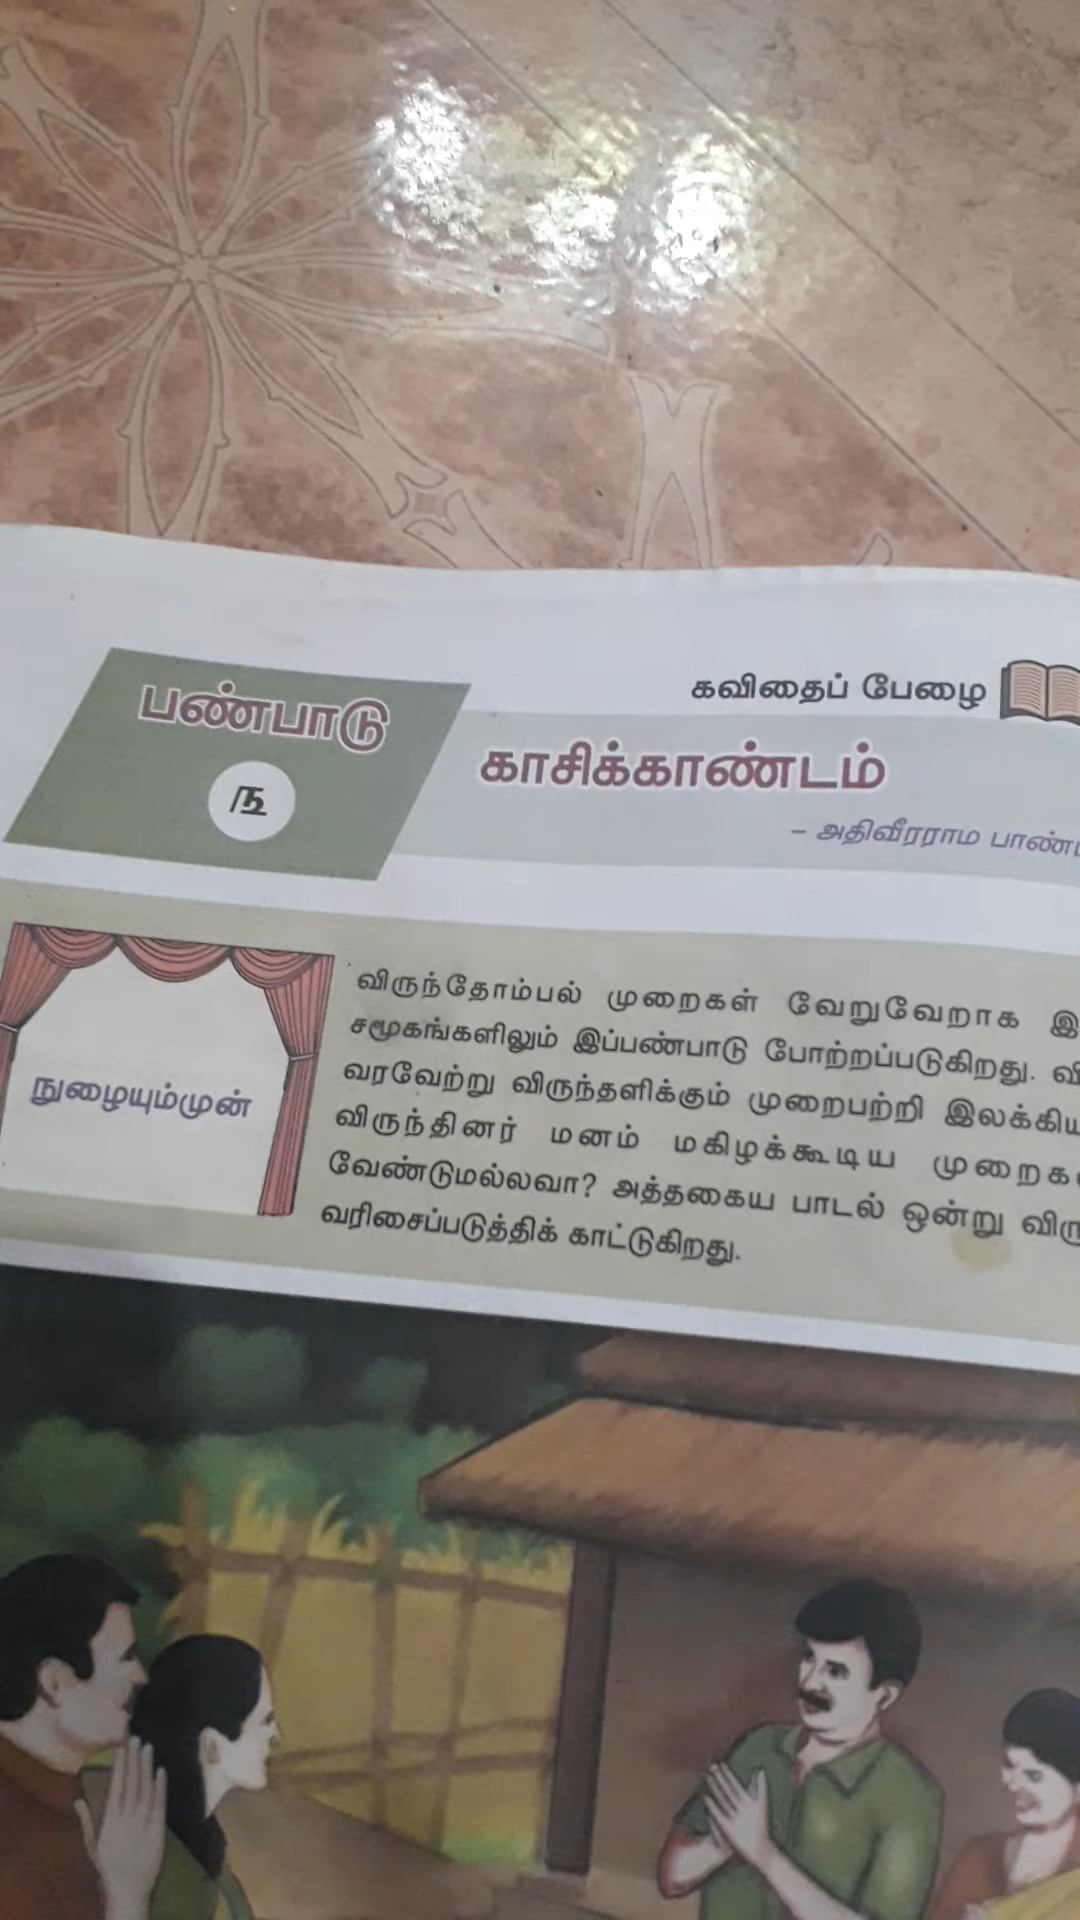 பண்பாடு
௩
கவிதைப் பேழை
காசிக்காண்டம்
– அதிவீரராம
நுழையும்முன்
விருந்தோம்பல் முறைகள் வேறுவேறாக
சமூகங்களிலும் இப்பண்பாடு போற்றப்படுகிறது.
வரவேற்று விருந்தளிக்கும் முறைபற்றி
விருந்தினர் மனம் மகிழக்கூடிய
வேண்டுமல்லவா? அத்தகைய பாடல் ஒன்று
வரிசைப்படுத்திக் காட்டுகிறது.